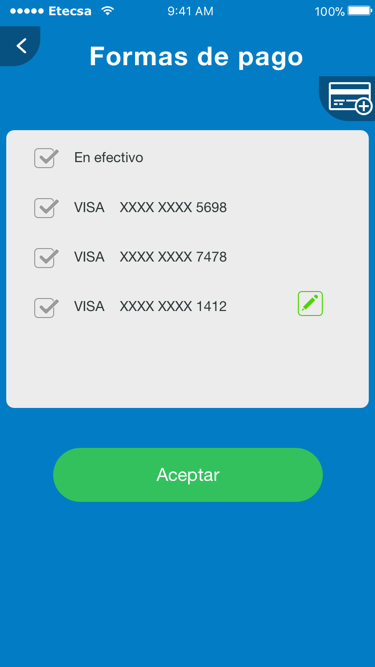 Etecsa 9:41 AM 100%
Formas de pago
En efectivo
VISA XXXX XXXX 5698
VISA XXXX XXXX 7478
VISA XXXX XXXX 1412
Aceptar